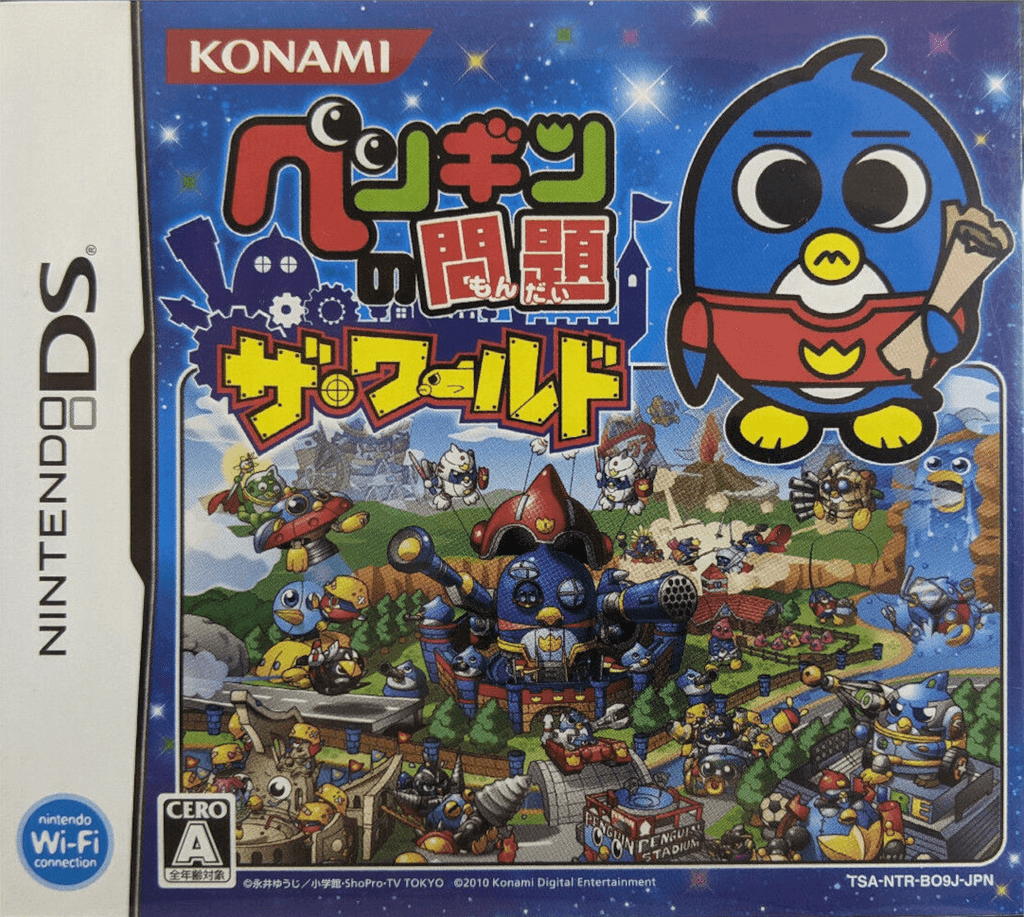 KONAMI
ペンギン
の問題
もんだい
ザ・ワールド
NINTENDO DS®
nintendo
Wi-Fi
connection
CERO
A
全年齢対象
PENGUIN PENGUIN
STADIUM
©永井ゆうじ/小学館・ShoPro・TV TOKYO ©2010 Konami Digital Entertainment
TSA-NTR-BO9J-JPN